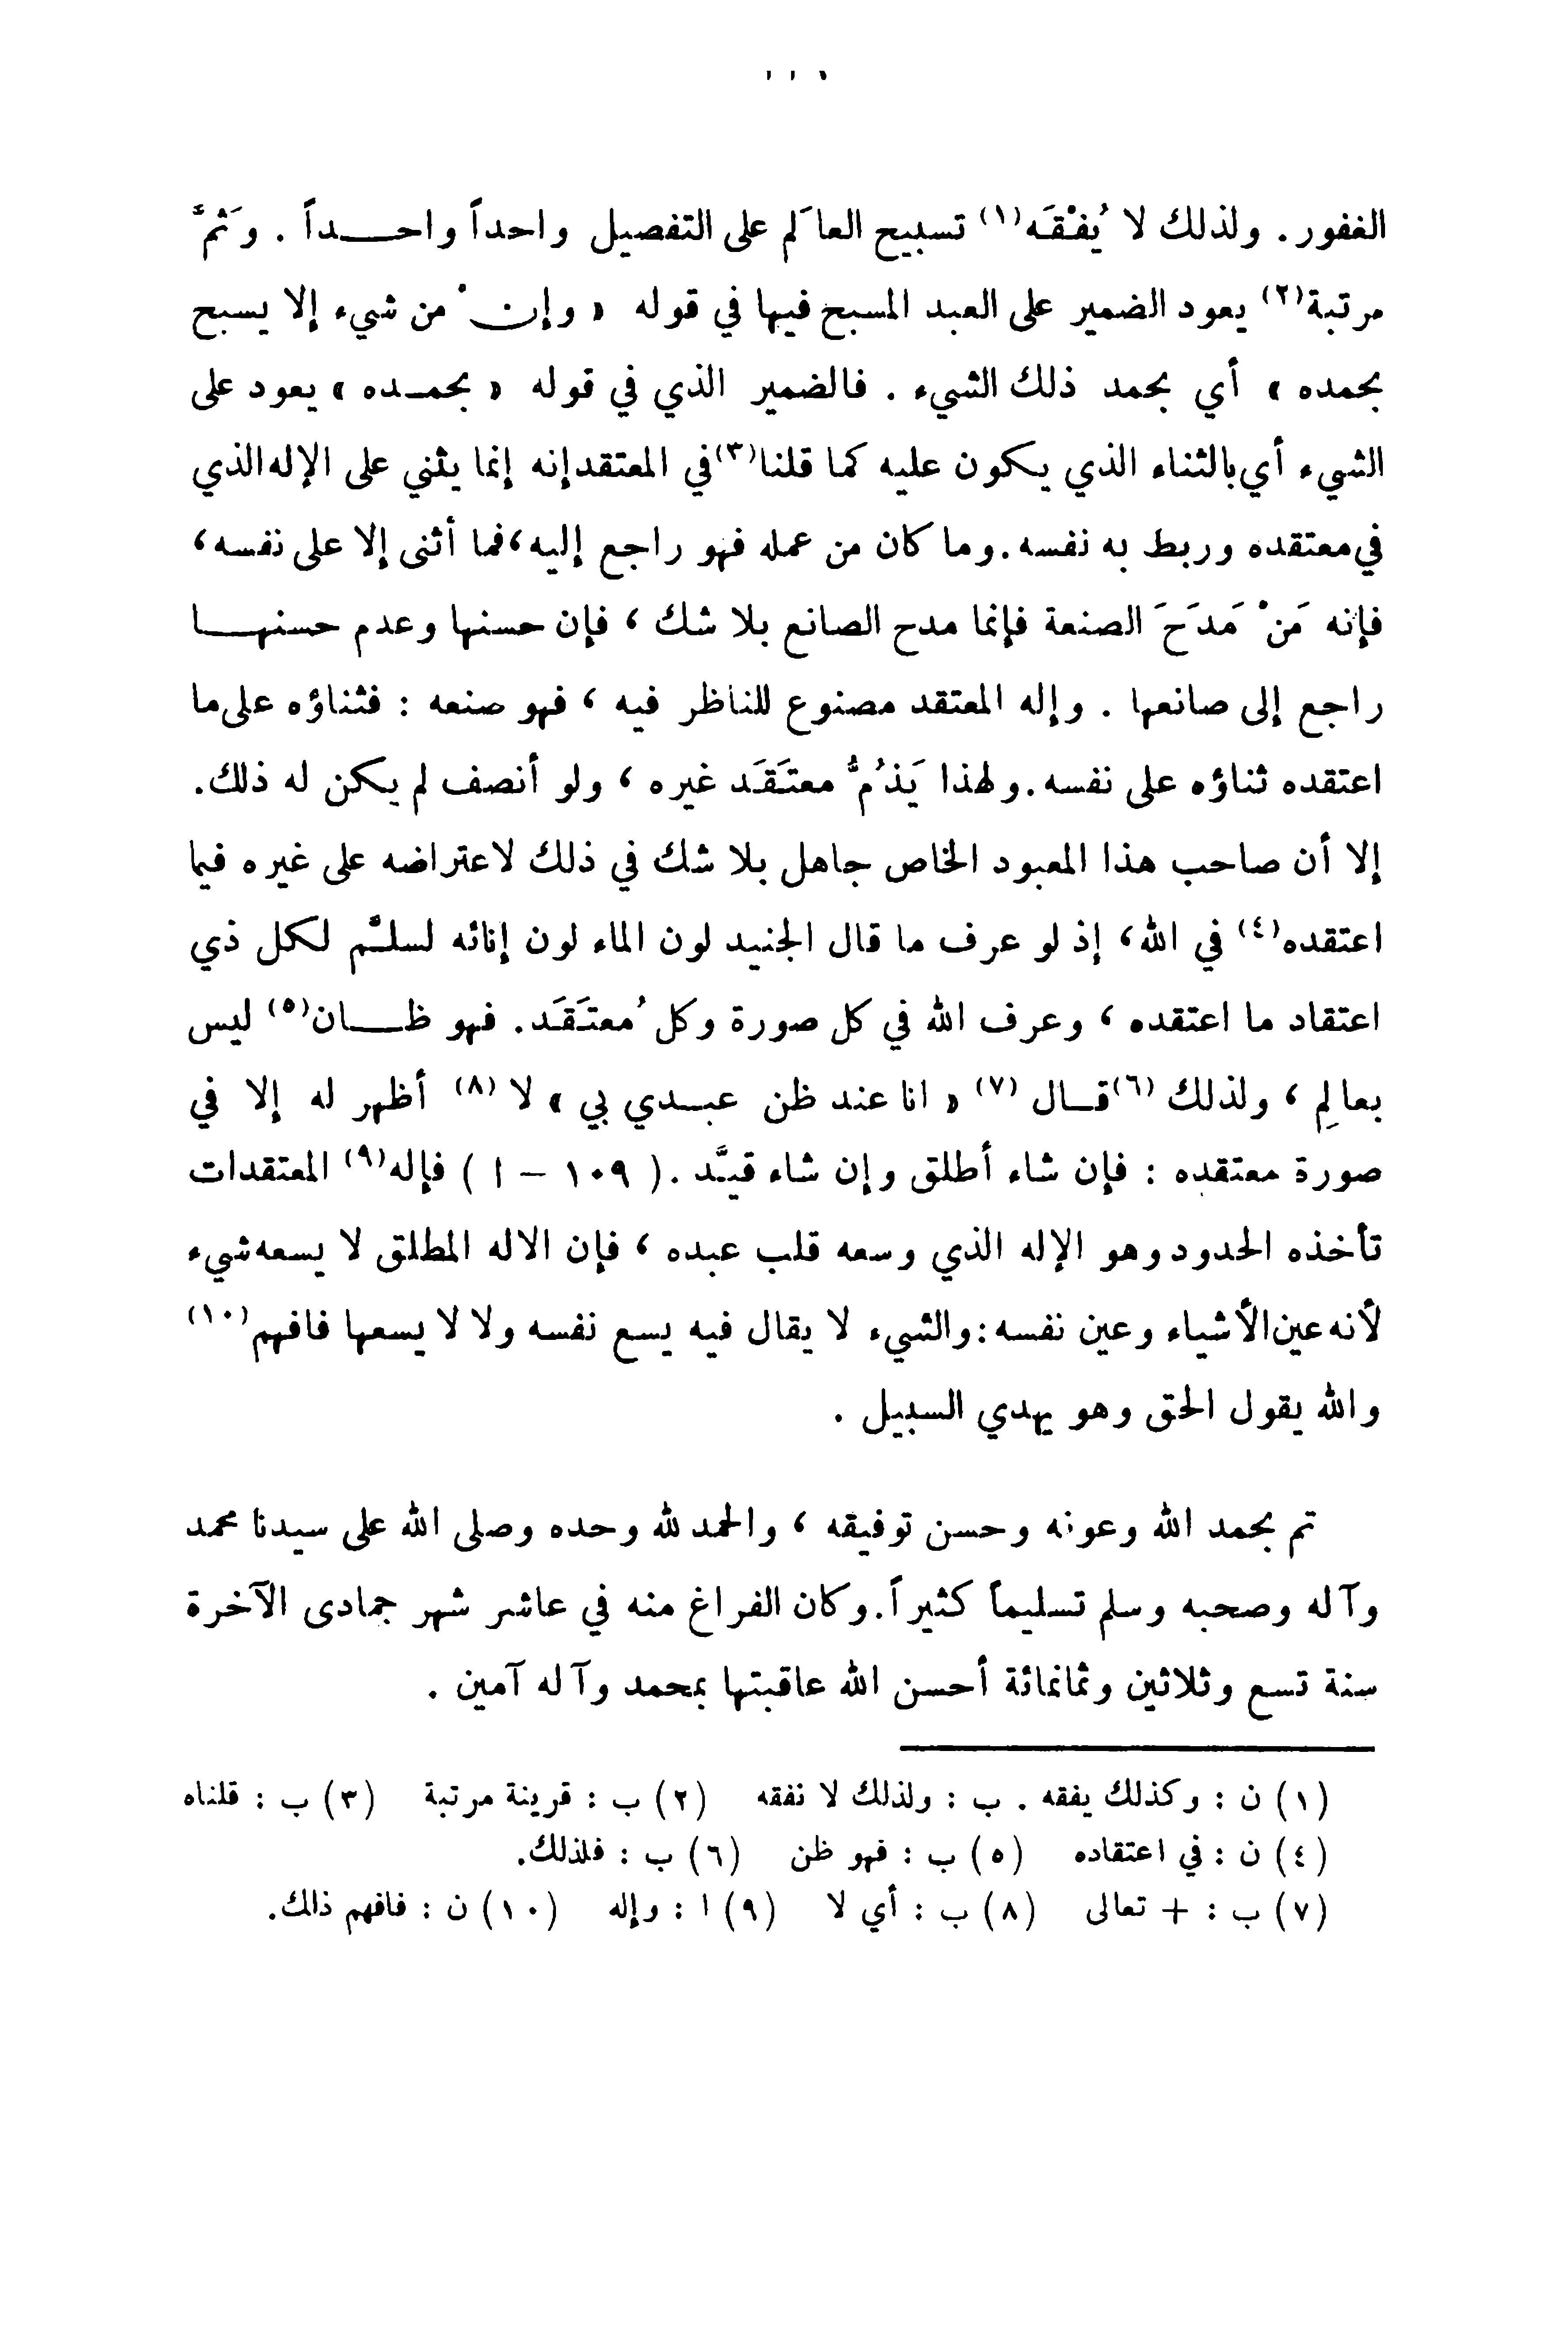 الغفور. ولذلك لا يُفْقَه(١) تسبيح العالَم على التفصيل واحداً واحـــداً . وثَمَّ
مرتبة(٢) يعود الضمير على العبد المسبح فيها في قوله « وإنْ من شيء إلا يسبح
بحمده » أي بحمد ذلك الشيء . فالضمير الذي في قوله « بحمـده » يعود على
الشيء أي بالثناء الذي يكون عليه كما قلنا(٣) في المعتقد إنه إنما يثني على الإله الذي
في معتقده وربط به نفسه. وما كان من عمله فهو راجع إليه، فما أثنى إلا على نفسه،
فإنه مَنْ مَدَحَ الصنعة فإنما مدح الصانع بلا شك ، فإن حسنها وعدم حسنهـــا
راجع إلى صانعها . وإله المعتقد مصنوع للناظر فيه ، فهو صنعه : فثناؤه على ما
اعتقده ثناؤه على نفسه. ولهذا يَذُمُّ معتَقَد غيره ، ولو أنصف لم يكن له ذلك.
إلا أن صاحب هذا المعبود الخاص جاهل بلا شك في ذلك لاعتراضه على غيره فيما
اعتقده(٤) في الله، إذ لو عرف ما قال الجنيد لون الماء لون إنائه لسلَّم لكل ذي
اعتقاد ما اعتقده ، وعرف الله في كل صورة وكل مُعتَقَد. فهو ظـــان(٥) ليس
بعالِم ، ولذلك (٦)قـال (٧) « انا عند ظن عبـدي بي » لا (٨) أظهر له إلا في
صورة معتقده : فإن شاء أطلق وإن شاء قيَّد .( ١٠٩ – ا ) فإله(٩) المعتقدات
تأخذه الحدود وهو الإله الذي وسعه قلب عبده ، فإن الاله المطلق لا يسعه شيء
لأنه عين الأشياء وعين نفسه: والشيء لا يقال فيه يسع نفسه ولا لا يسعها فافهم(١٠)
والله يقول الحق وهو يهدي السبيل .
تم بحمد الله وعونه وحسن توفيقه ، والحمد لله وحده وصلى الله على سيدنا محمد
وآله وصحبه وسلم تسليماً كثيراً. وكان الفراغ منه في عاشر شهر جمادى الآخرة
سنة تسع وثلاثين وثمانمائة أحسن الله عاقبتها بمحمد وآله آمين .
(١) ن : وكذلك يفقه . ب : ولذلك لا نفقه (٢) ب : قرينة مرتبة (٣) ب : قلناه
(٤) ن : في اعتقاده (٥) ب : فهو ظن (٦) ب : فلذلك.
(٧) ب : + تعالى (٨) ب : أي لا (٩) ا : وإله (١٠) ن : فافهم ذلك.